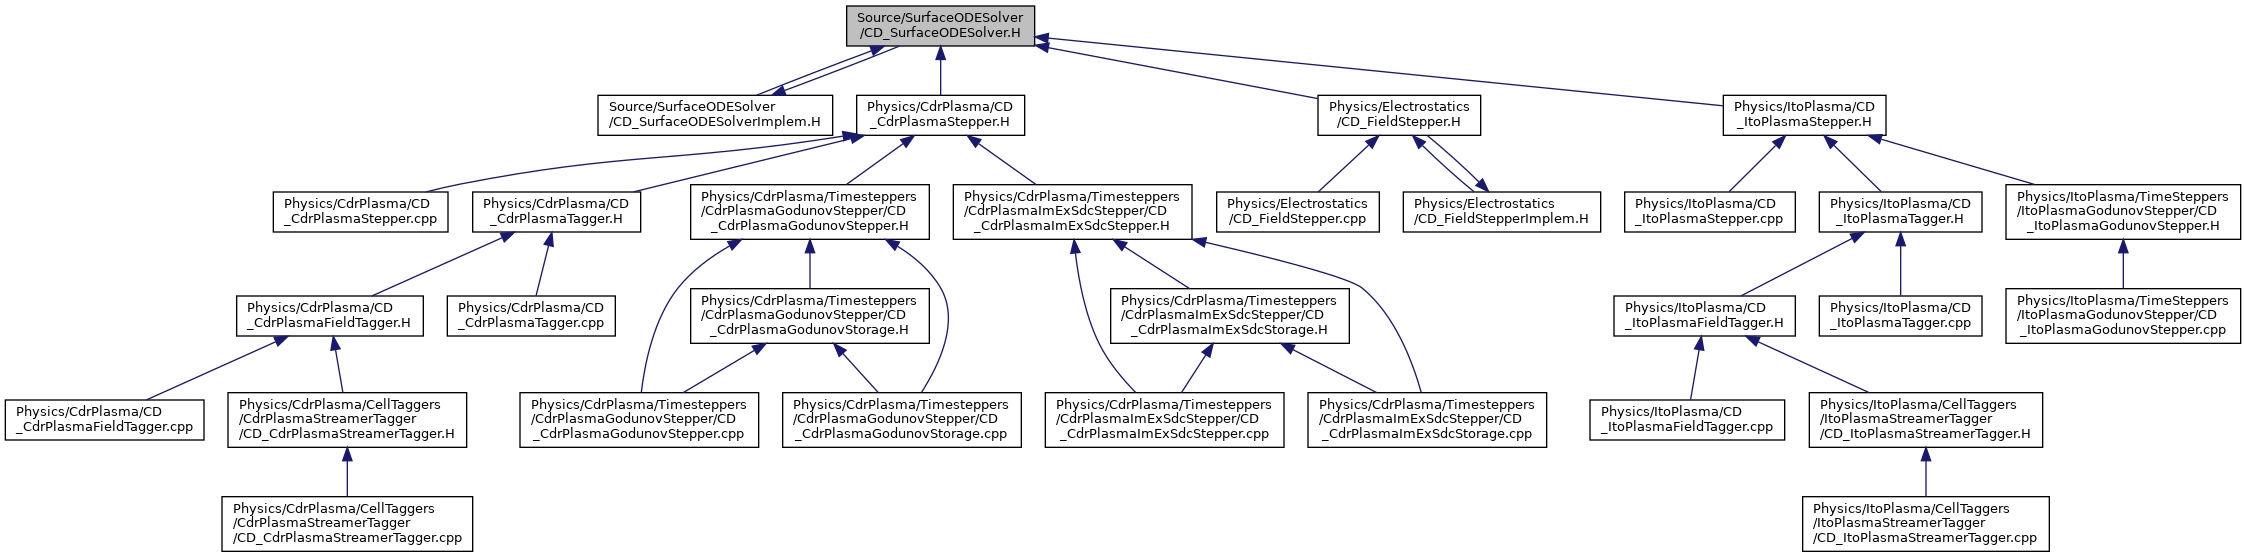 Source/SurfaceODESolver
/CD_SurfaceODESolver.H
Source/SurfaceODESolver
/CD_SurfaceODESolverImplem.H
Physics/CdrPlasma/CD
_CdrPlasmaStepper.H
Physics/Electrostatics
/CD_FieldStepper.H
Physics/ItoPlasma/CD
_ItoPlasmaStepper.H
Physics/CdrPlasma/CD
_CdrPlasmaStepper.cpp
Physics/CdrPlasma/CD
_CdrPlasmaTagger.H
Physics/CdrPlasma/Timesteppers
/CdrPlasmaGodunovStepper/CD
_CdrPlasmaGodunovStepper.H
Physics/CdrPlasma/Timesteppers
/CdrPlasmaImExSdcStepper/CD
_CdrPlasmaImExSdcStepper.H
Physics/Electrostatics
/CD_FieldStepper.cpp
Physics/Electrostatics
/CD_FieldStepperImplem.H
Physics/ItoPlasma/CD
_ItoPlasmaStepper.cpp
Physics/ItoPlasma/CD
_ItoPlasmaTagger.H
Physics/ItoPlasma/TimeSteppers
/ItoPlasmaGodunovStepper/CD
_ItoPlasmaGodunovStepper.H
Physics/CdrPlasma/CD
_CdrPlasmaFieldTagger.H
Physics/CdrPlasma/CD
_CdrPlasmaTagger.cpp
Physics/CdrPlasma/Timesteppers
/CdrPlasmaGodunovStepper/CD
_CdrPlasmaGodunovStorage.H
Physics/CdrPlasma/Timesteppers
/CdrPlasmaImExSdcStepper/CD
_CdrPlasmaImExSdcStorage.H
Physics/ItoPlasma/CD
_ItoPlasmaFieldTagger.H
Physics/ItoPlasma/CD
_ItoPlasmaTagger.cpp
Physics/ItoPlasma/TimeSteppers
/ItoPlasmaGodunovStepper/CD
_ItoPlasmaGodunovStepper.cpp
Physics/CdrPlasma/CD
_CdrPlasmaFieldTagger.cpp
Physics/CdrPlasma/CellTaggers
/CdrPlasmaStreamerTagger
/CD_CdrPlasmaStreamerTagger.H
Physics/CdrPlasma/Timesteppers
/CdrPlasmaGodunovStepper/CD
_CdrPlasmaGodunovStepper.cpp
Physics/CdrPlasma/Timesteppers
/CdrPlasmaGodunovStepper/CD
_CdrPlasmaGodunovStorage.cpp
Physics/CdrPlasma/Timesteppers
/CdrPlasmaImExSdcStepper/CD
_CdrPlasmaImExSdcStepper.cpp
Physics/CdrPlasma/Timesteppers
/CdrPlasmaImExSdcStepper/CD
_CdrPlasmaImExSdcStorage.cpp
Physics/ItoPlasma/CD
_ItoPlasmaFieldTagger.cpp
Physics/ItoPlasma/CellTaggers
/ItoPlasmaStreamerTagger
/CD_ItoPlasmaStreamerTagger.H
Physics/CdrPlasma/CellTaggers
/CdrPlasmaStreamerTagger
/CD_CdrPlasmaStreamerTagger.cpp
Physics/ItoPlasma/CellTaggers
/ItoPlasmaStreamerTagger
/CD_ItoPlasmaStreamerTagger.cpp